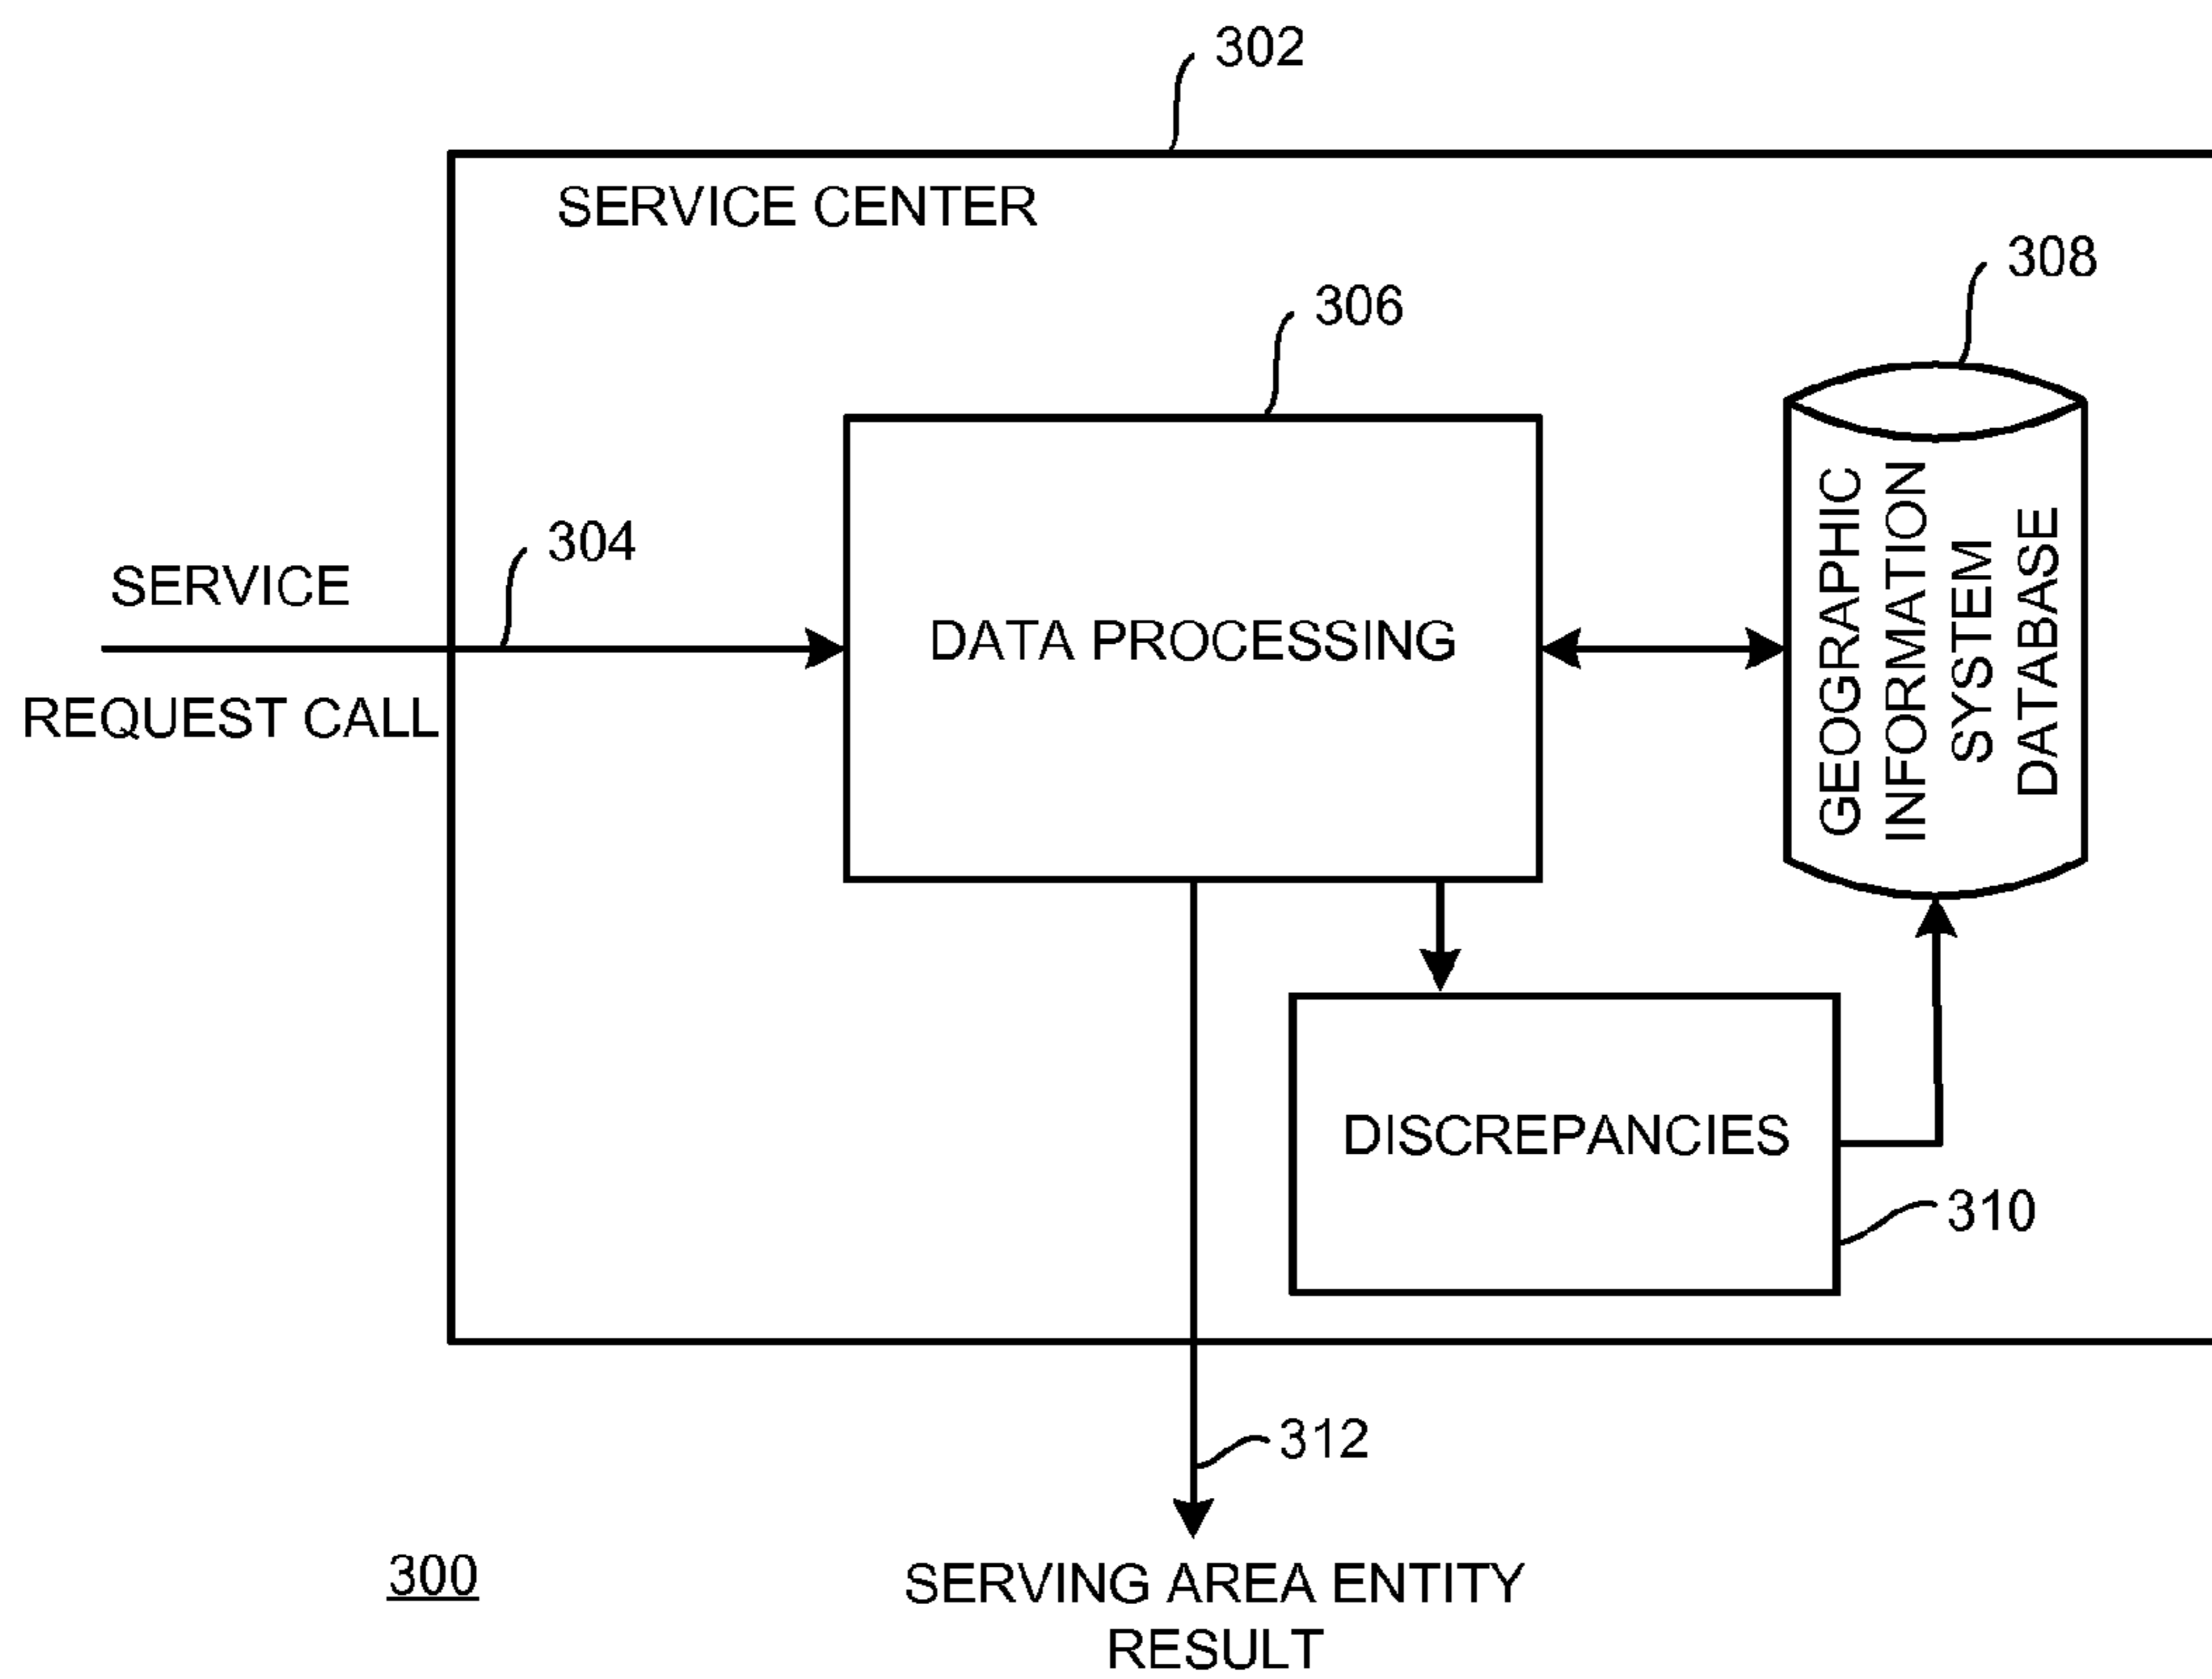 302
SERVICE CENTER
308
306
304
SERVICE
REQUEST CALL
DATA PROCESSING
GEOGRAPHIC
INFORMATION
SYSTEM
DATABASE
DISCREPANCIES
310
312
300
SERVING AREA ENTITY
RESULT